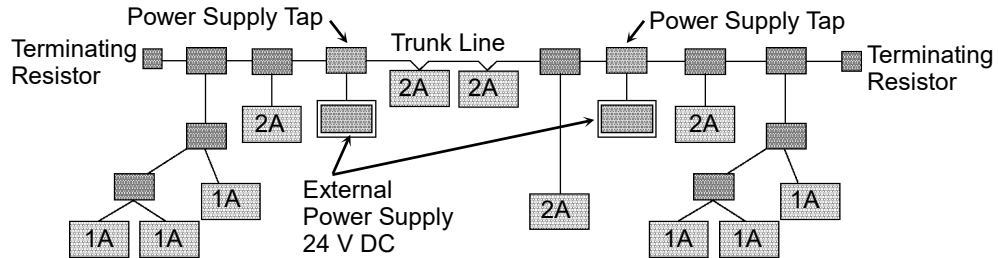 Power Supply Tap
Power Supply Tap
Terminating
Resistor
Trunk Line
Terminating
Resistor
2A
2A
2A
2A
1A
External
Power Supply
24 V DC
2A
1A
1A
1A
1A
1A